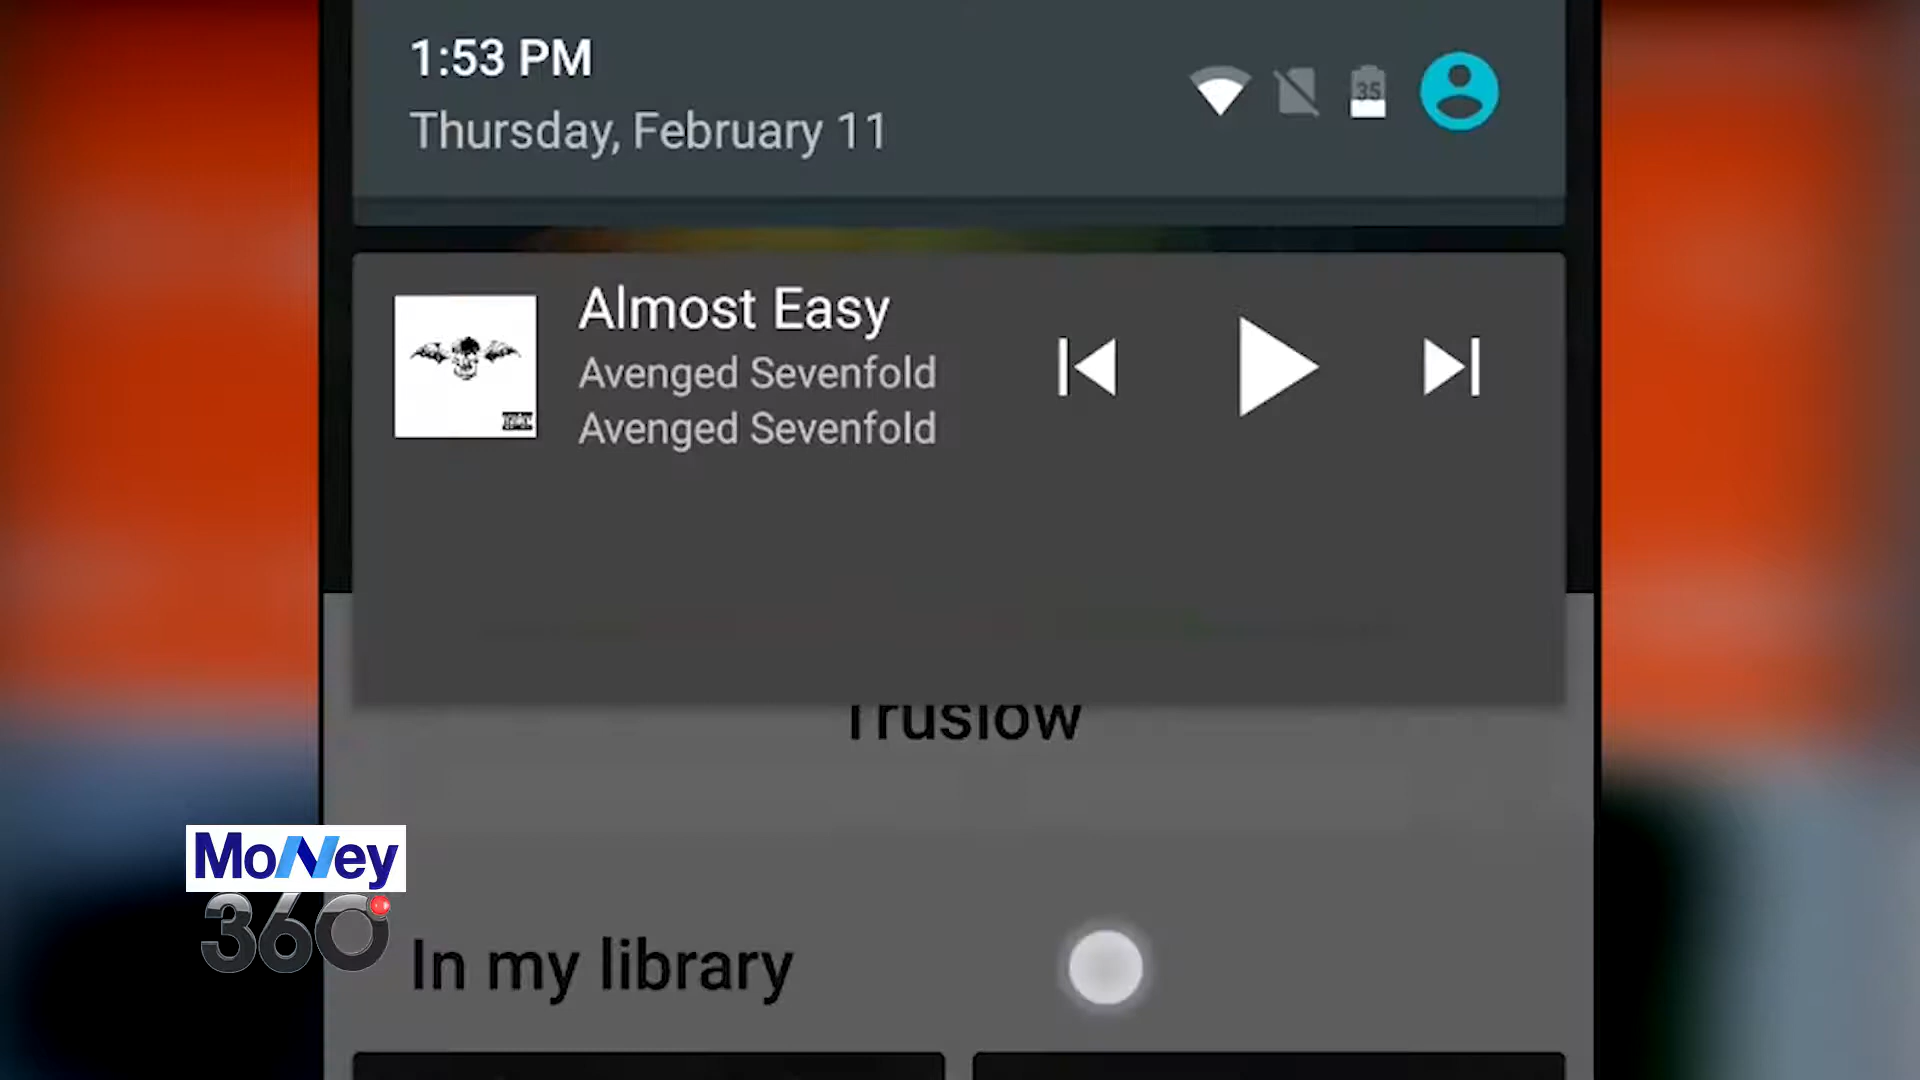 1:53 PM
Thursday, February 11
35
Almost Easy
Avenged Sevenfold
Avenged Sevenfold
Truslow
Money
360
In my library